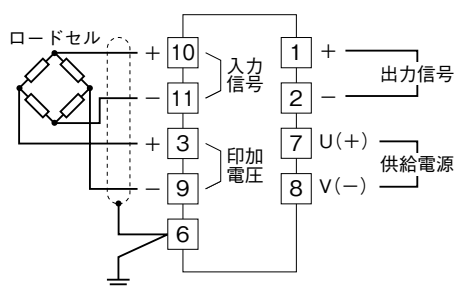 ロードセル
+ 10
入力
信号
− 11
+ 3
印加
電圧
− 9
6
1 +
出力信号
2 −
7 U(+)
供給電源
8 V(−)